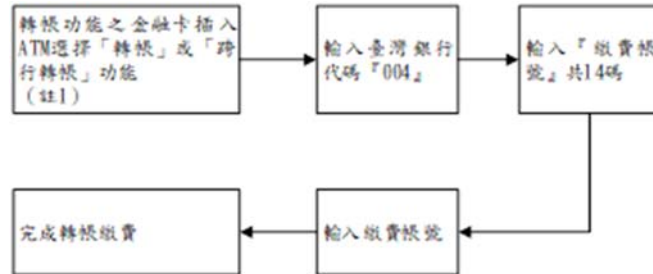 轉帳功能之金融卡插入
ATM選擇「轉帳」或「跨
行轉帳」功能
(註1)
輸入臺灣銀行
代碼『004』
輸入『繳費帳
號』共14碼
完成轉帳繳費
輸入繳費帳號